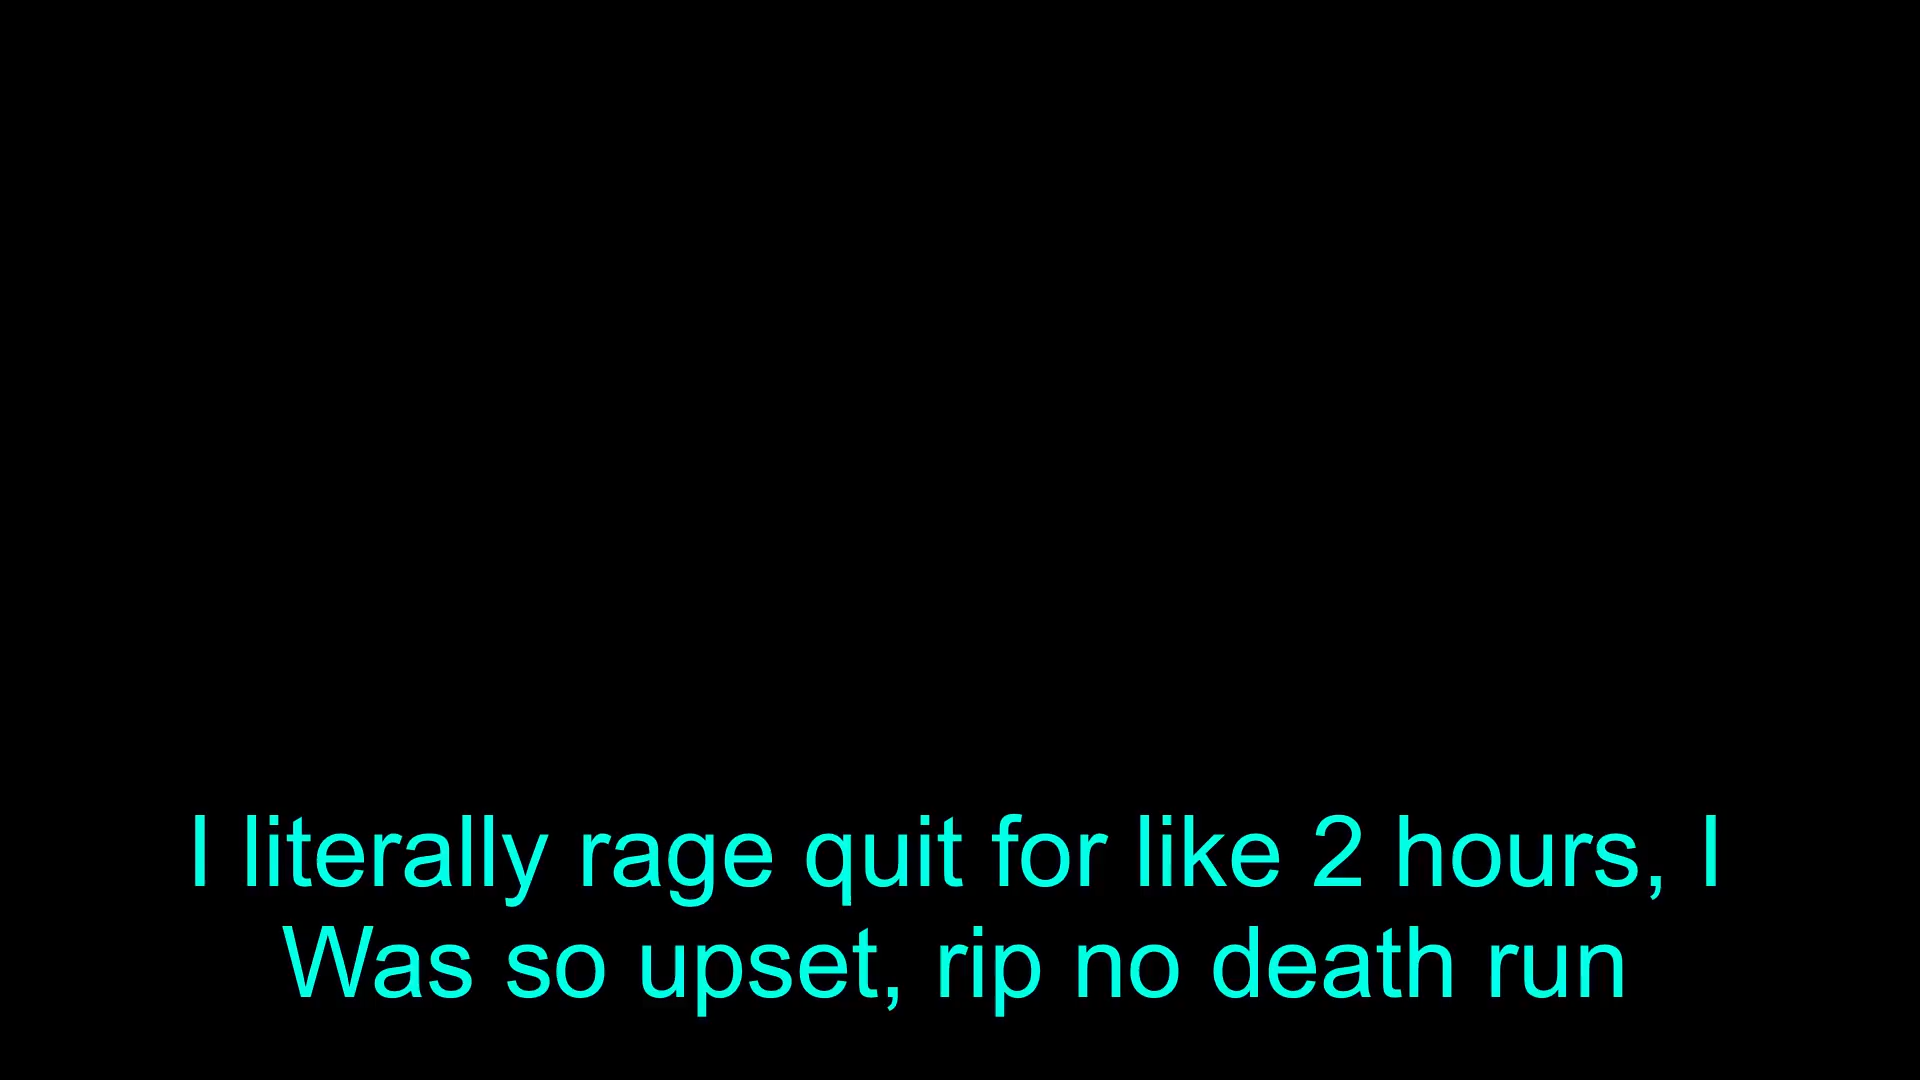 I literally rage quit for like 2 hours, I
Was so upset, rip no death run